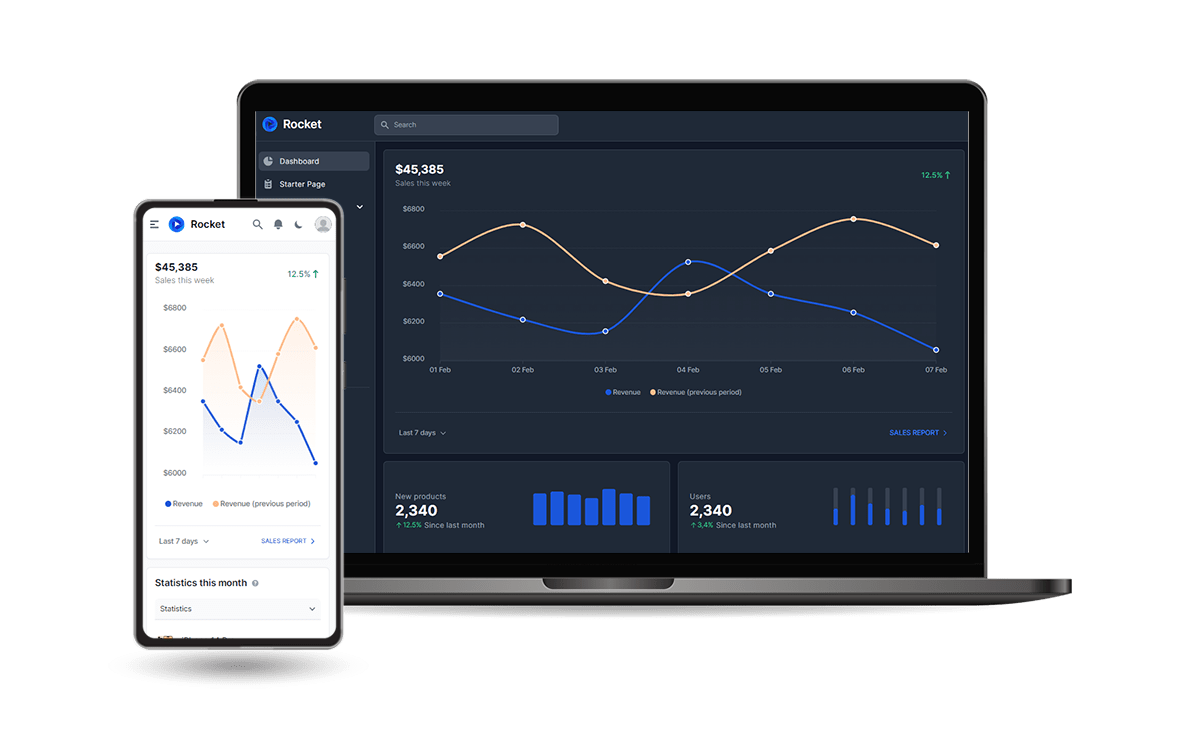 Rocket
Search
Dashboard
Starter Page
$45,385
Sales this week
12.5%
$6800
$6600
$6400
$6200
$6000
01 Feb 02 Feb 03 Feb 04 Feb 05 Feb 06 Feb 07 Feb
Revenue Revenue (previous period)
Last 7 days
SALES REPORT
New products
2,340
12.5% Since last month
Users
2,340
3,4% Since last month
Rocket
$45,385
Sales this week
12.5%
$6800
$6600
$6400
$6200
$6000
Revenue Revenue (previous period)
Last 7 days
SALES REPORT
Statistics this month
Statistics